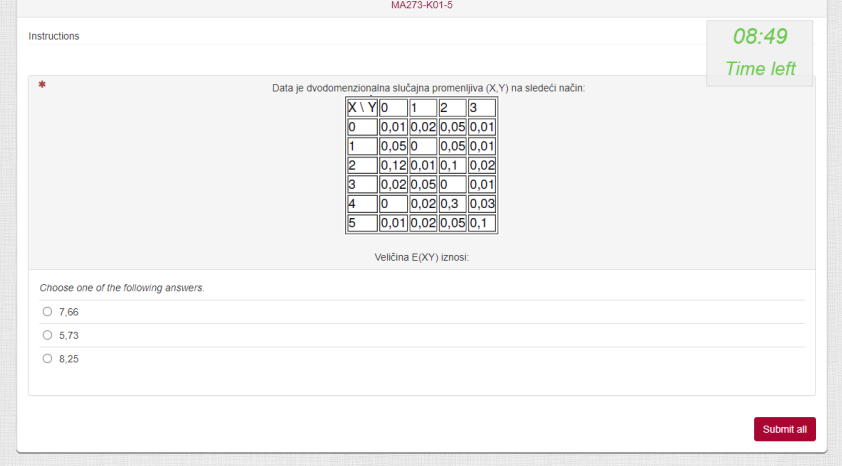 MA273-K01-5
Instructions
08:49
Time left
*
Data je dvodomenzionalna slučajna promenljiva (X,Y) na sledeći način:
X \ Y 0 1 2 3
0 0,01 0,02 0,05 0,01
1 0,05 0 0,05 0,01
2 0,12 0,01 0,1 0,02
3 0,02 0,05 0 0,01
4 0 0,02 0,3 0,03
5 0,01 0,02 0,05 0,1
Veličina E(XY) iznosi:
Choose one of the following answers.
7,66
5,73
8,25
Submit all